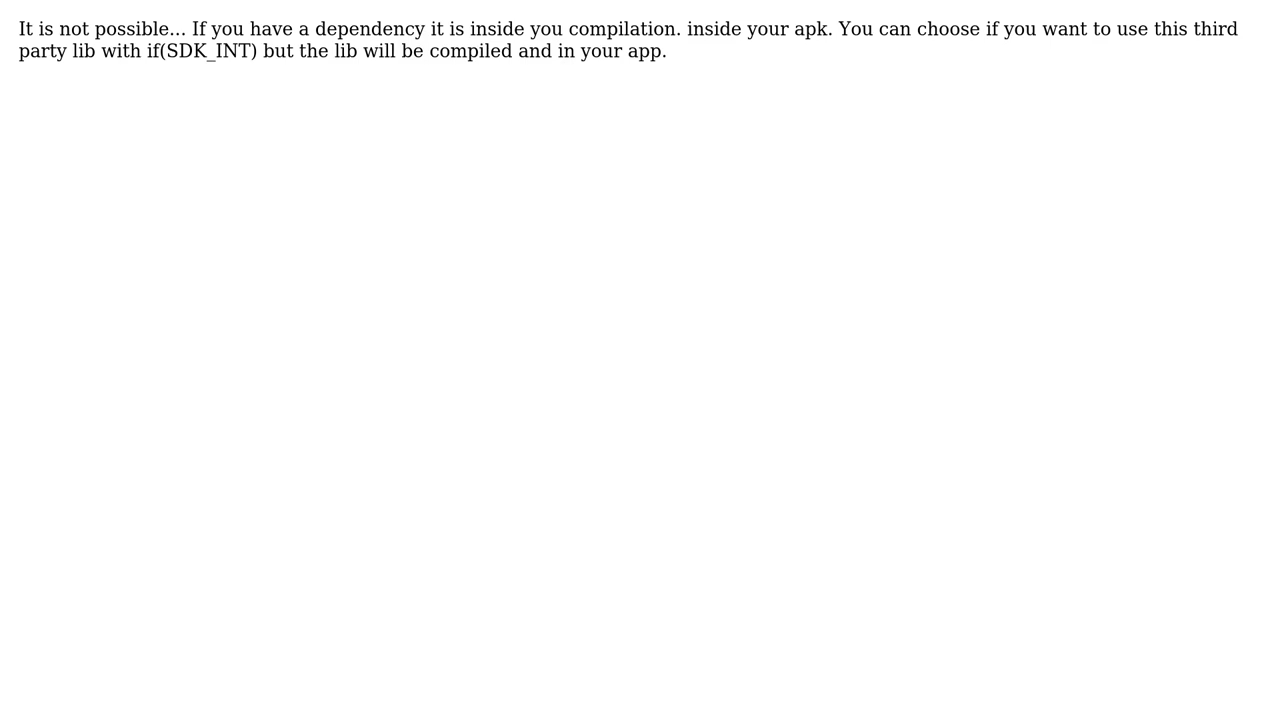 It is not possible... If you have a dependency it is inside you compilation. inside your apk. You can choose if you want to use this third
party lib with if(SDK_INT) but the lib will be compiled and in your app.